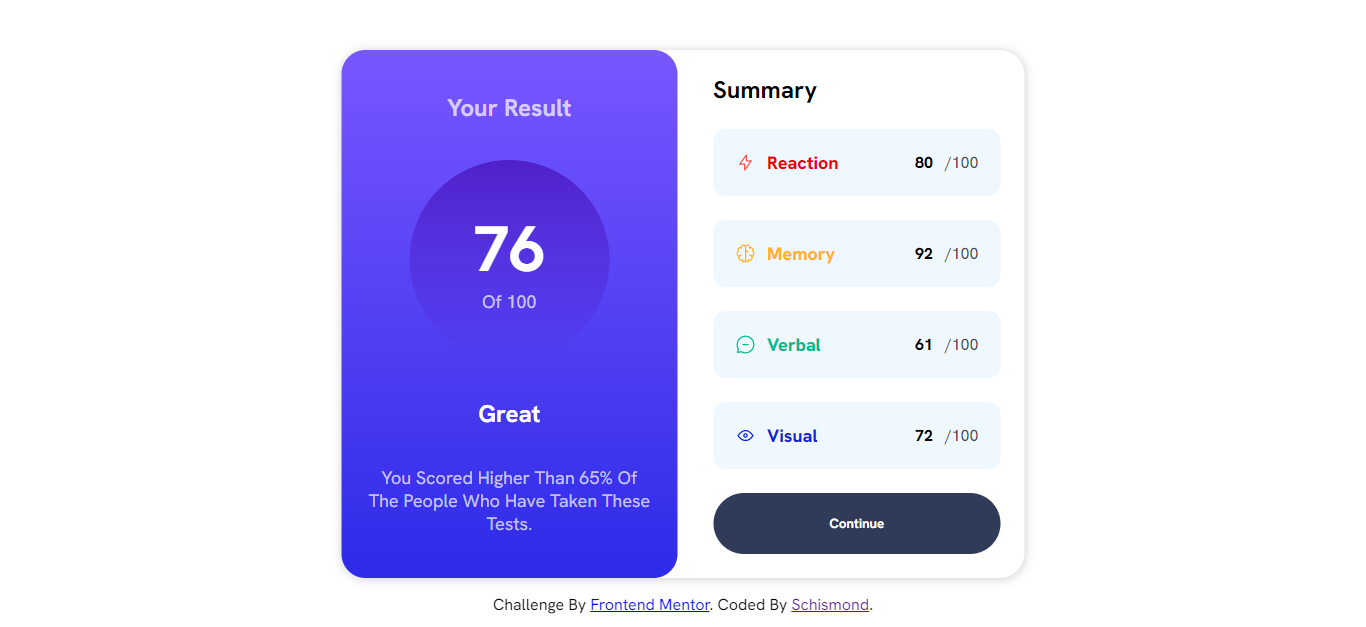 Your Result
76
Of 100
Great
You Scored Higher Than 65% Of
The People Who Have Taken These
Tests.
Summary
Reaction 80 /100
Memory 92 /100
Verbal 61 /100
Visual 72 /100
Continue
Challenge By Frontend Mentor. Coded By Schismond.